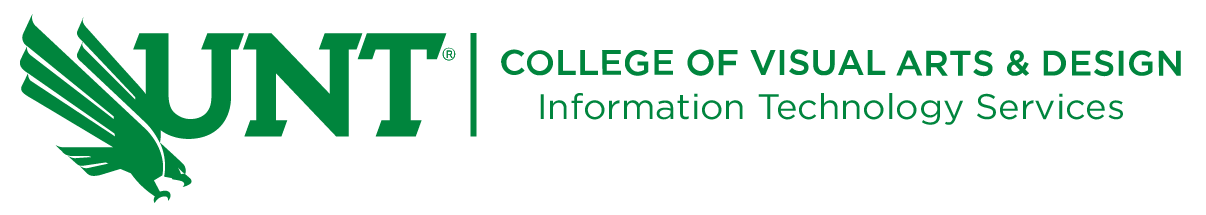 UNT®
COLLEGE OF VISUAL ARTS & DESIGN
Information Technology Services